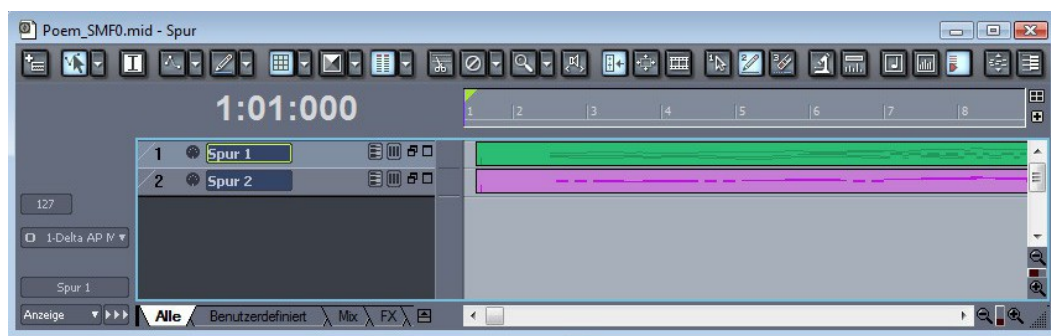 Poem_SMF0.mid - Spur
1:01:000
1 2 3 4 5 6 7 8
1 Spur 1
2 Spur 2
127
1-Delta AP M
Spur 1
Anzeige Alle Benutzerdefiniert Mix FX